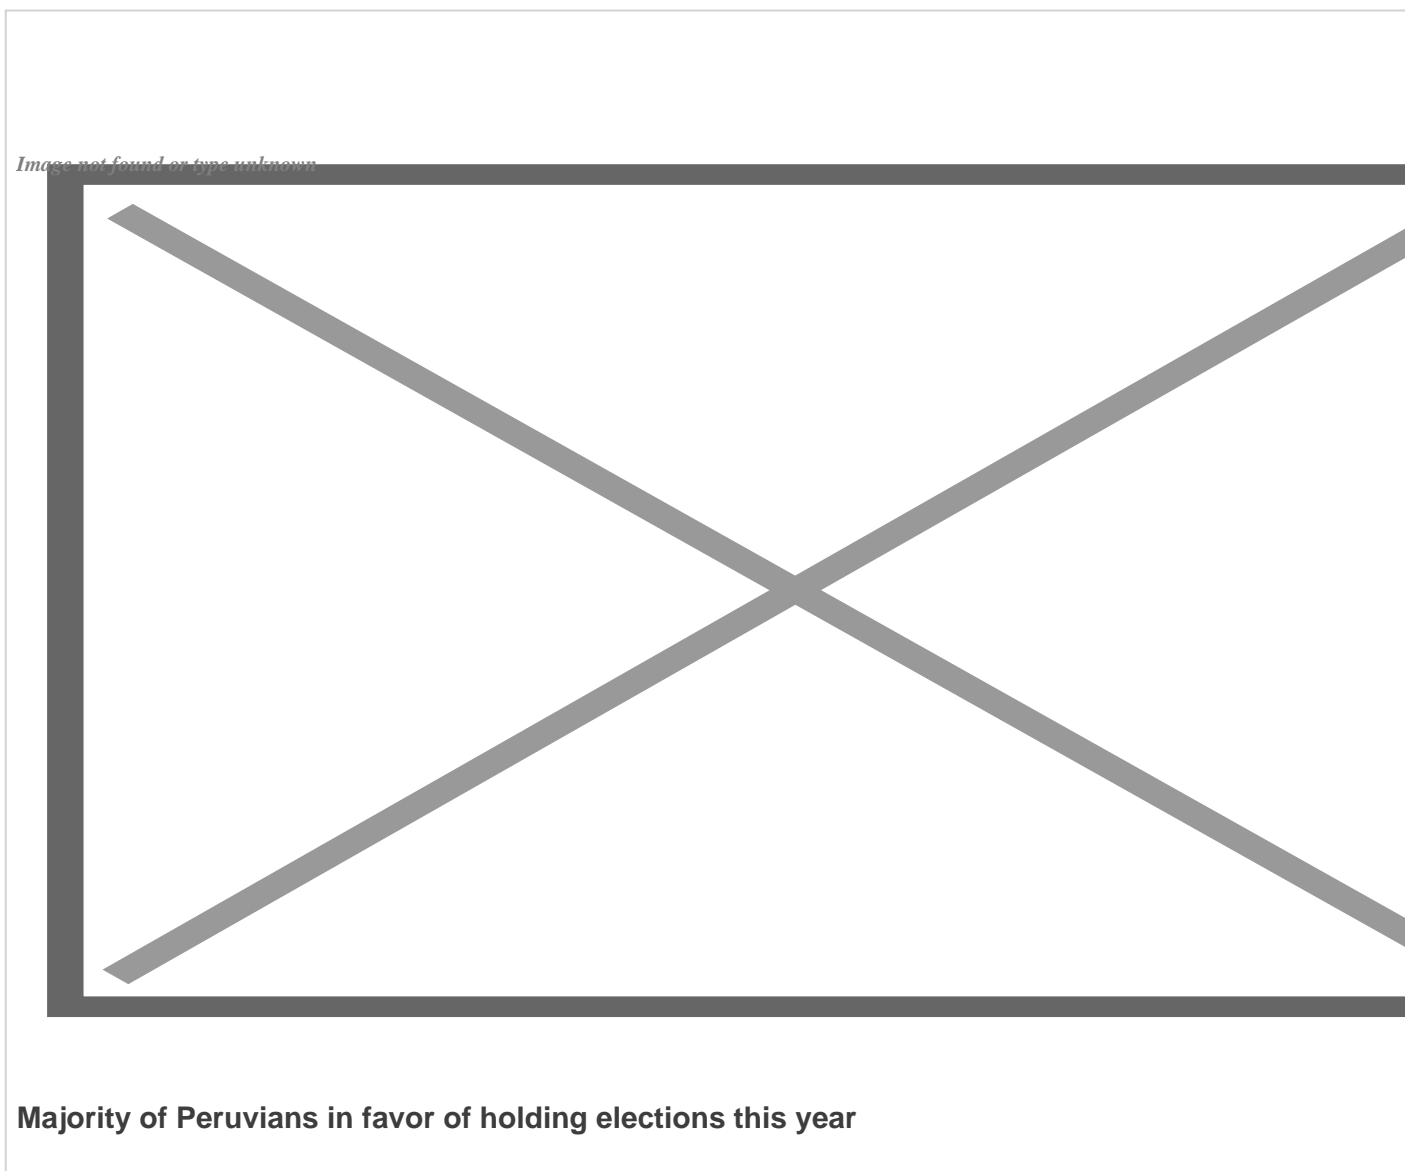 Image not found or type unknown
Majority of Peruvians in favor of holding elections this year